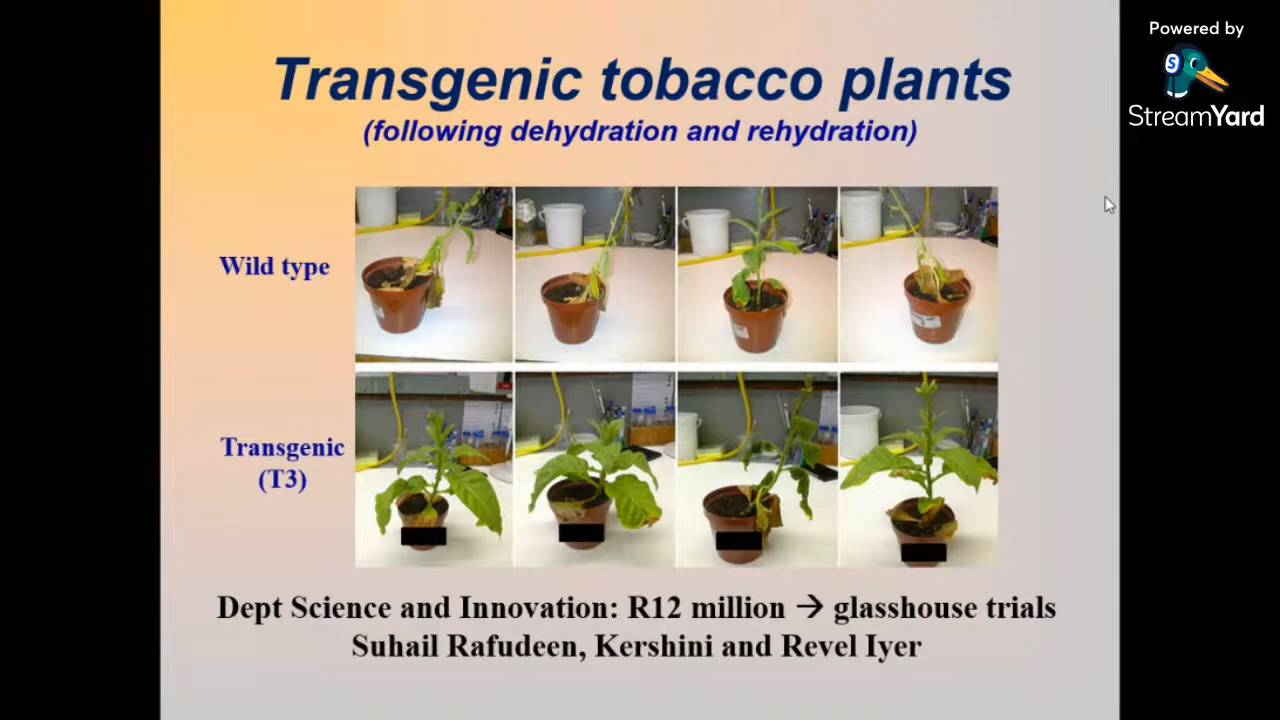 Transgenic tobacco plants
(following dehydration and rehydration)
Wild type
Transgenic
(T3)
Dept Science and Innovation: R12 million → glasshouse trials
Suhail Rafudeen, Kershini and Revel Iyer
Powered by
S
StreamYard